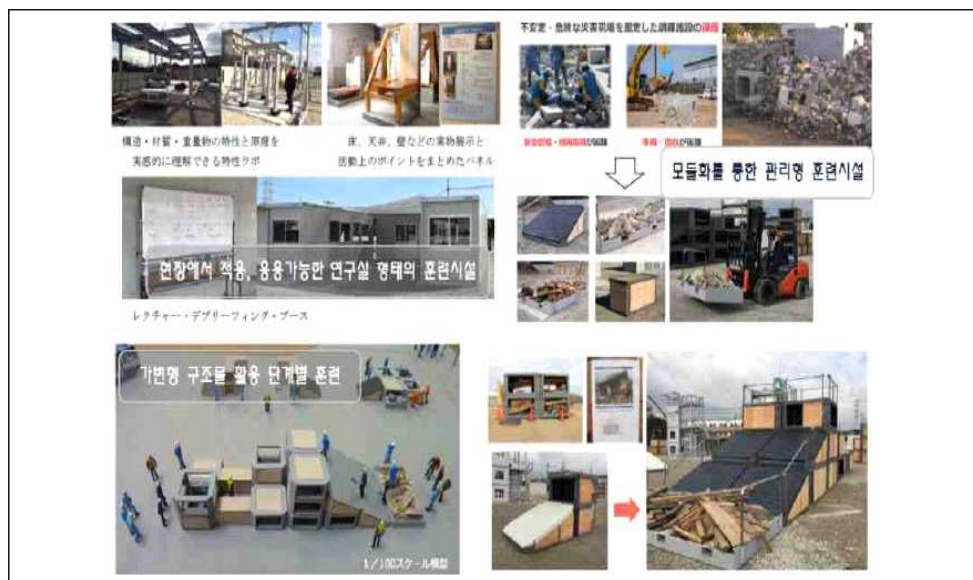 構造・材質・重量物の特性と原理を
実感的に理解できる特性ラボ
床、天井、壁などの実物展示と
活動上のポイントをまとめたパネル
현장에서 적용, 응용가능한 연구실 형태의 훈련시설
レクチャー・デブリーフィング・ブース
不安定・危険な災害現場を想定した訓練施設の課題
모듈화를 통한 관리형 훈련시설
가변형 구조물 활용 단계별 훈련
1/100スケール模型